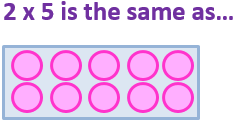 2 x 5 is the same as...